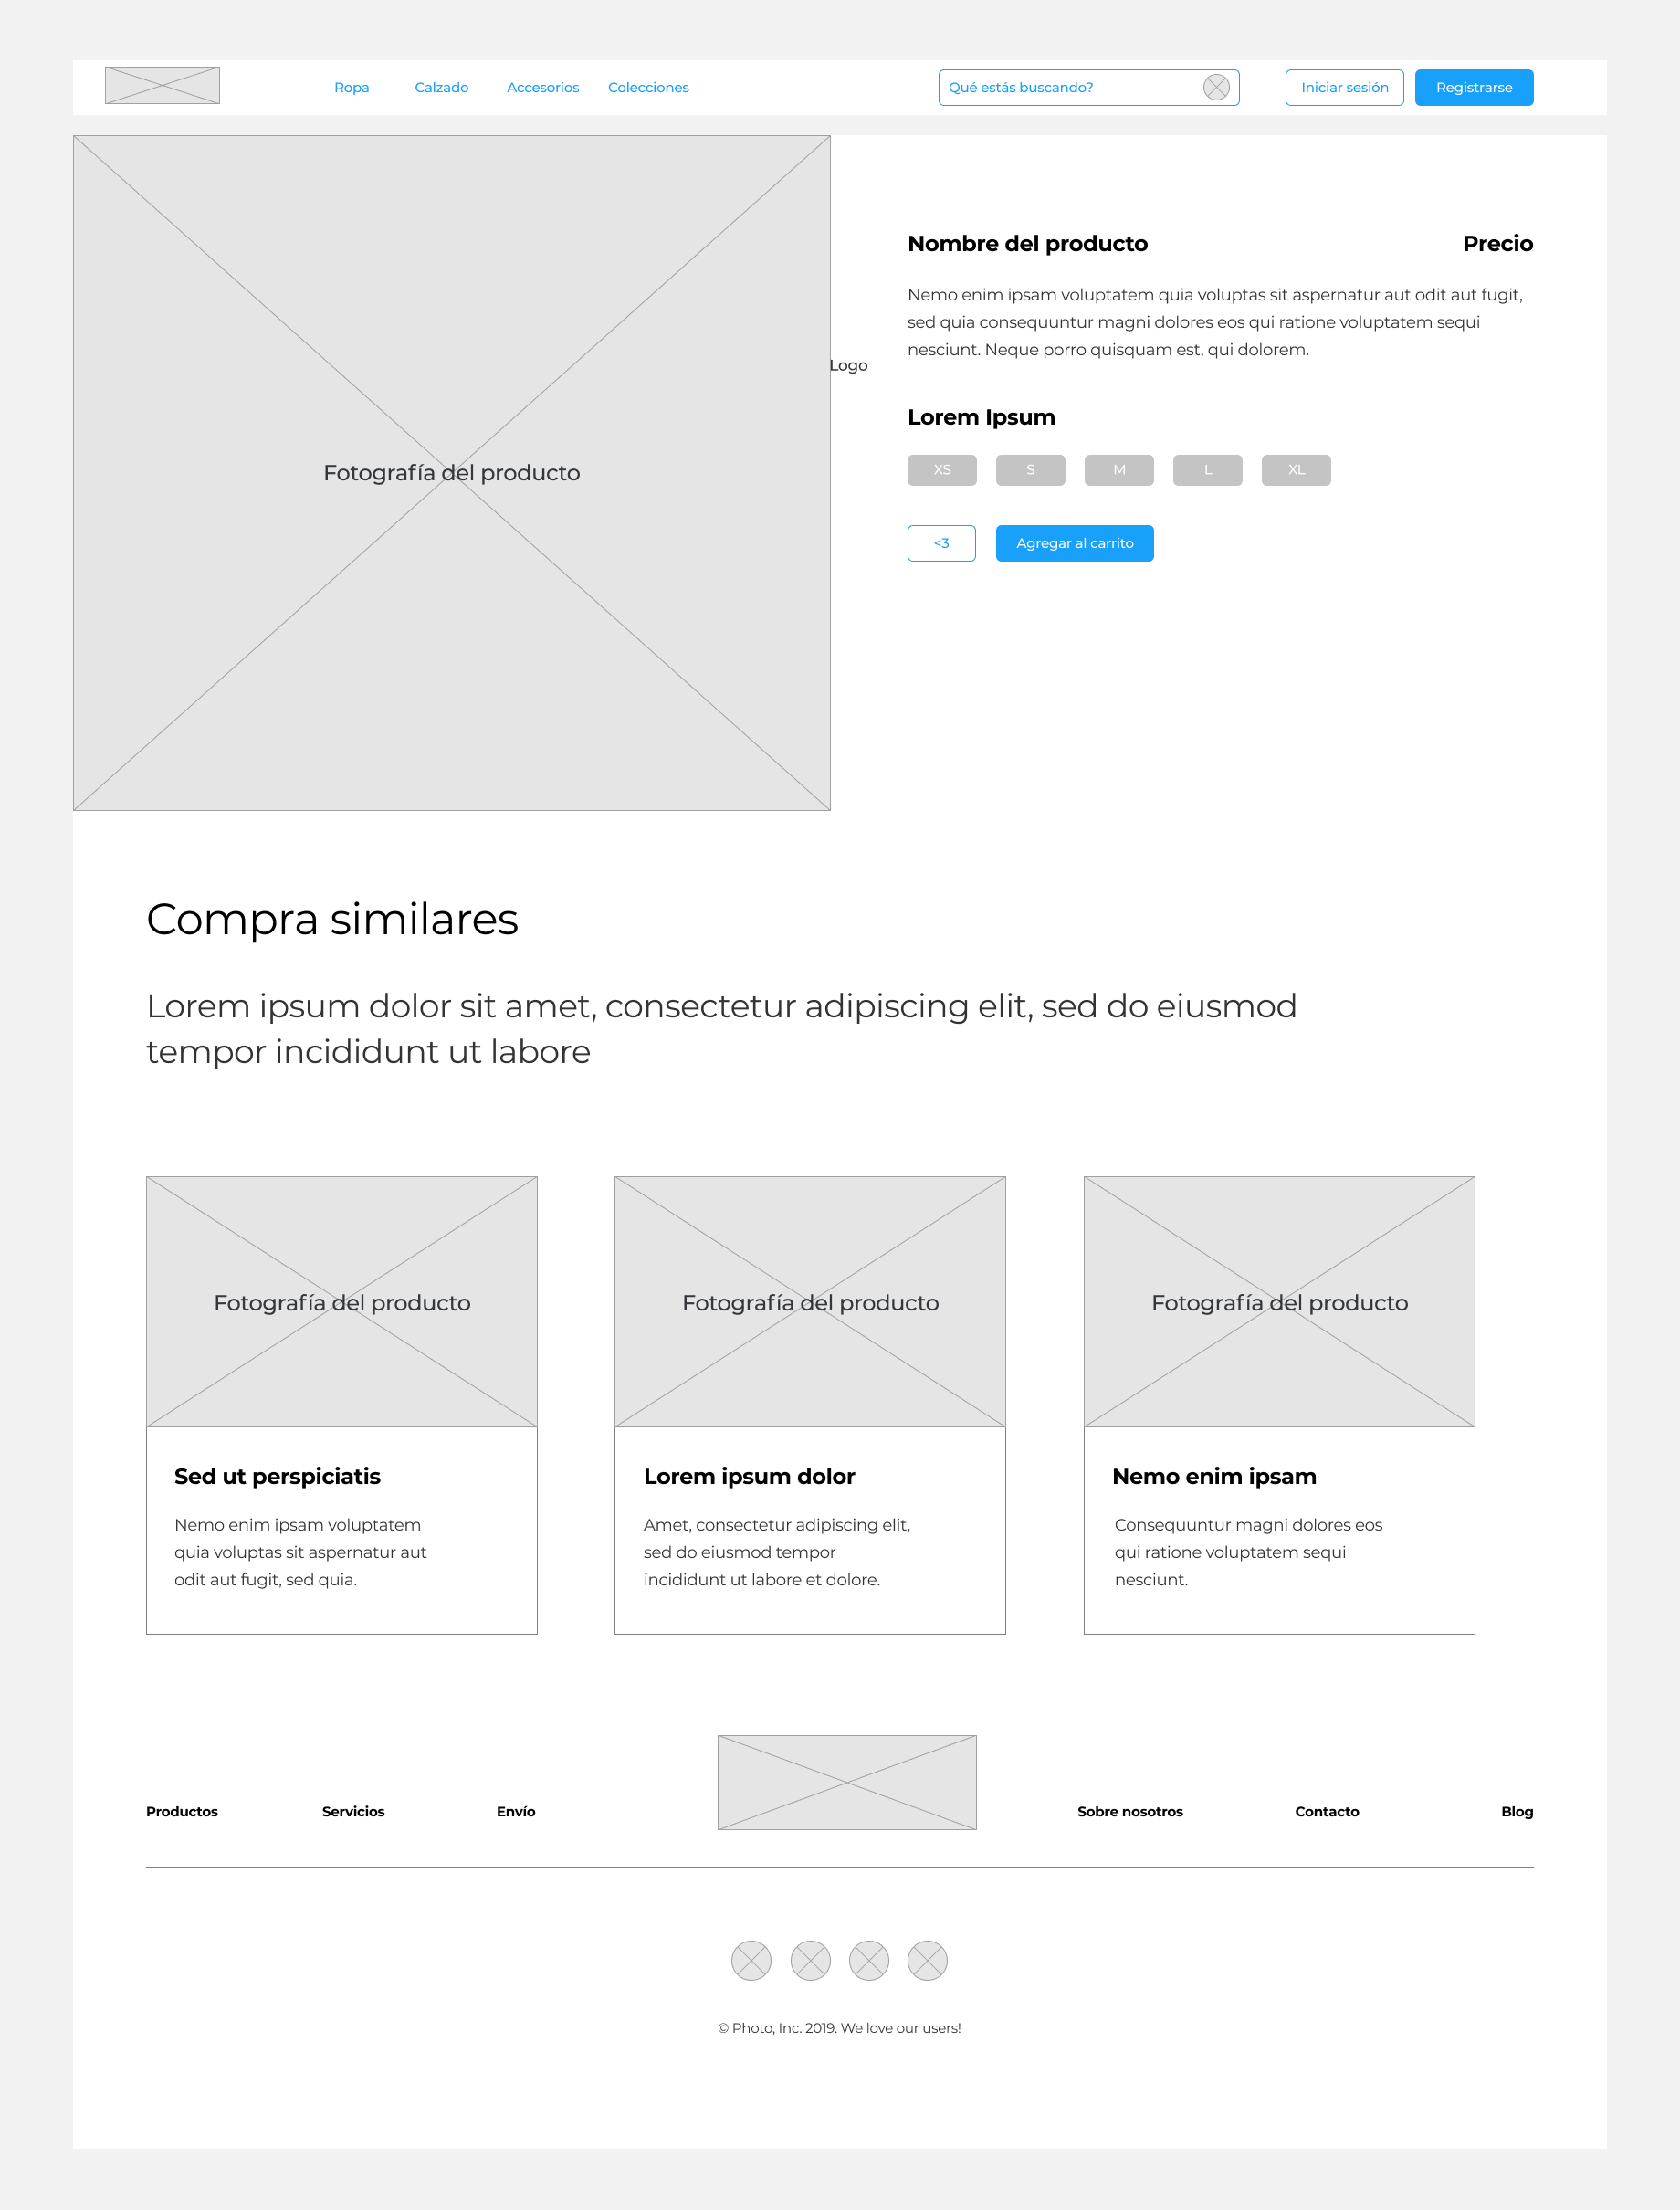 Ropa
Calzado
Accesorios
Colecciones
Qué estás buscando?
Iniciar sesión
Registrarse
Nombre del producto
Precio
Nemo enim ipsam voluptatem quia voluptas sit aspernatur aut odit aut fugit,
sed quia consequuntur magni dolores eos qui ratione voluptatem sequi
nesciunt. Neque porro quisquam est, qui dolorem.
Logo
Lorem Ipsum
Fotografía del producto
XS
S
M
L
XL
<3
Agregar al carrito
Compra similares
Lorem ipsum dolor sit amet, consectetur adipiscing elit, sed do eiusmod
tempor incididunt ut labore
Fotografía del producto
Fotografía del producto
Fotografía del producto
Sed ut perspiciatis
Nemo enim ipsam voluptatem
quia voluptas sit aspernatur aut
odit aut fugit, sed quia.
Lorem ipsum dolor
Amet, consectetur adipiscing elit,
sed do eiusmod tempor
incididunt ut labore et dolore.
Nemo enim ipsam
Consequuntur magni dolores eos
qui ratione voluptatem sequi
nesciunt.
Productos
Servicios
Envío
Sobre nosotros
Contacto
Blog
© Photo, Inc. 2019. We love our users!